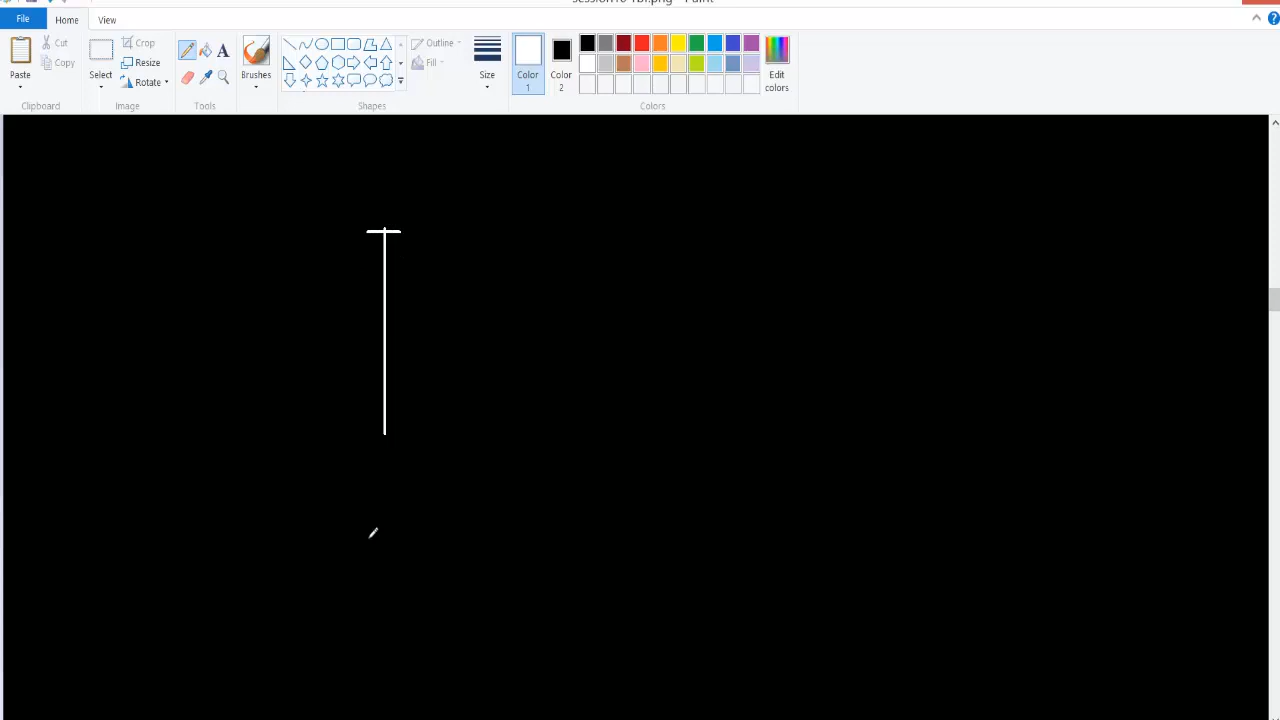 File
Home
View
Paste
Cut
Copy
Clipboard
Select
Crop
Resize
Rotate
Image
Tools
Brushes
Shapes
Outline
Fill
Size
Color
1
Color
2
Edit
colors
Colors